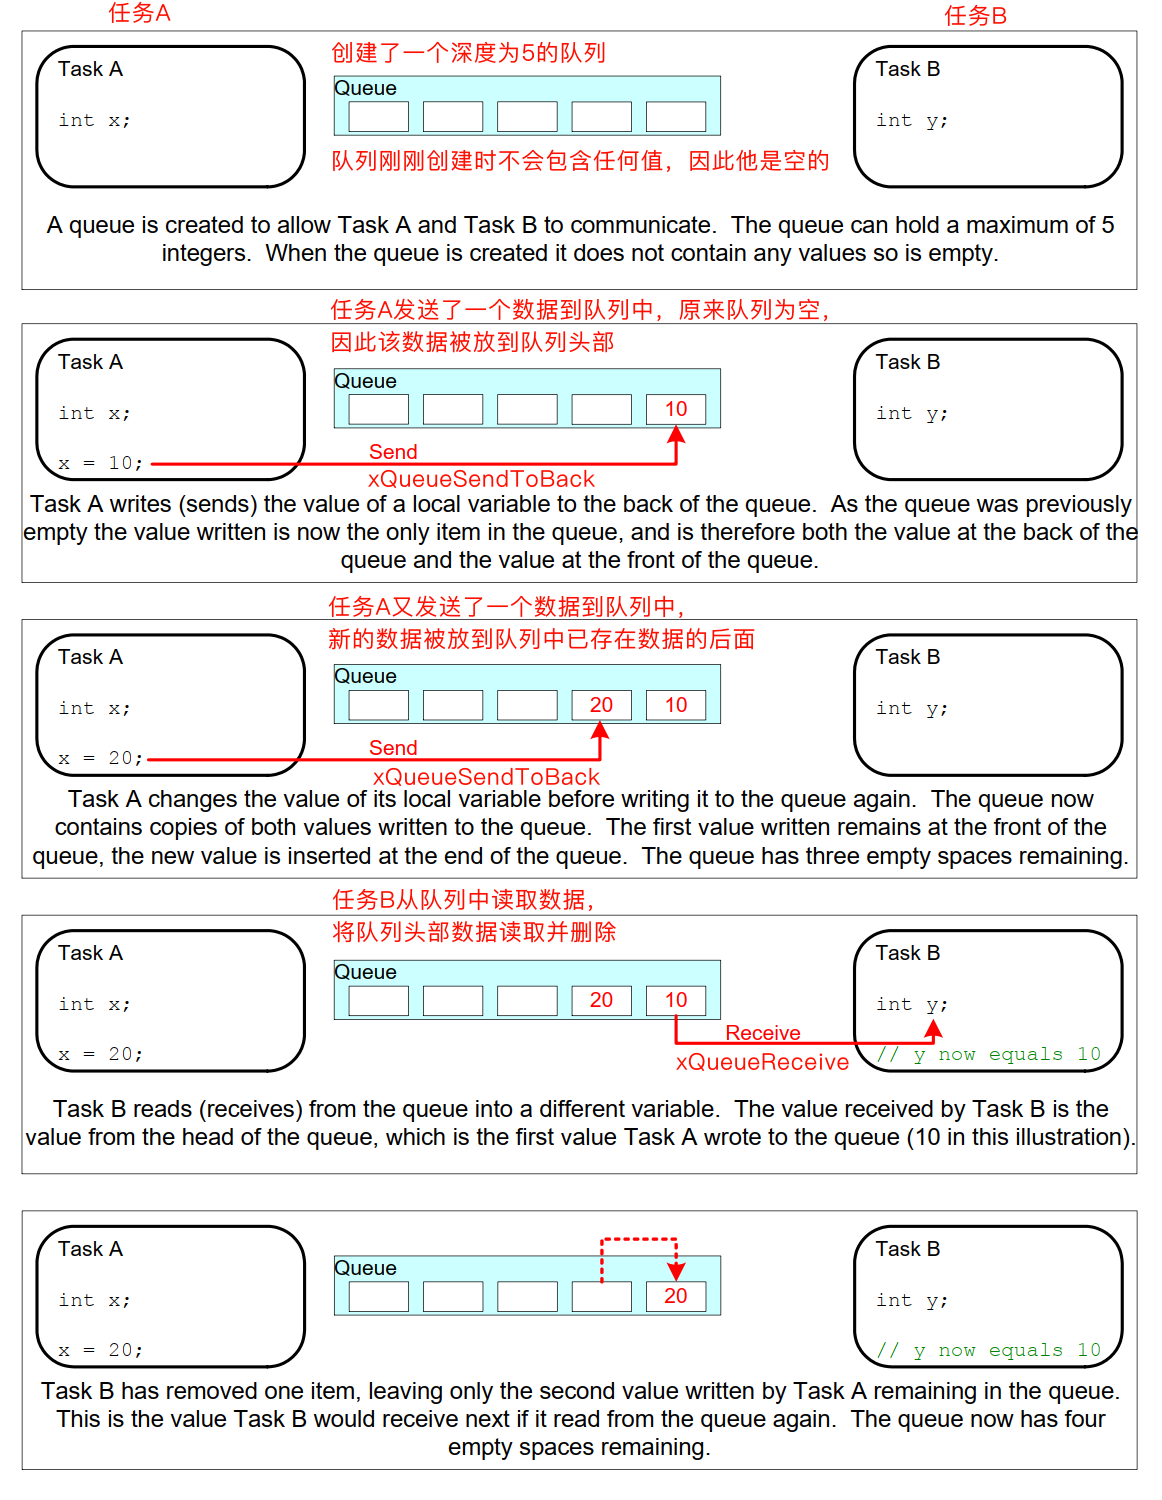 任务A
任务B
Task A
int x;
创建了一个深度为5的队列
Queue
队列刚刚创建时不会包含任何值，因此他是空的
Task B
int y;
A queue is created to allow Task A and Task B to communicate.  The queue can hold a maximum of 5
integers.  When the queue is created it does not contain any values so is empty.
任务A发送了一个数据到队列中，原来队列为空，
因此该数据被放到队列头部
Task A
int x;
x = 10;
Queue
10
Send
xQueueSendToBack
Task B
int y;
Task A writes (sends) the value of a local variable to the back of the queue.  As the queue was previously
empty the value written is now the only item in the queue, and is therefore both the value at the back of the
queue and the value at the front of the queue.
任务A又发送了一个数据到队列中，
新的数据被放到队列中已存在数据的后面
Task A
int x;
x = 20;
Queue
20 10
Send
xQueueSendToBack
Task B
int y;
Task A changes the value of its local variable before writing it to the queue again.  The queue now
contains copies of both values written to the queue.  The first value written remains at the front of the
queue, the new value is inserted at the end of the queue.  The queue has three empty spaces remaining.
任务B从队列中读取数据，
将队列头部数据读取并删除
Task A
int x;
x = 20;
Queue
20 10
Receive
xQueueReceive
Task B
int y;
// y now equals 10
Task B reads (receives) from the queue into a different variable.  The value received by Task B is the
value from the head of the queue, which is the first value Task A wrote to the queue (10 in this illustration).
Task A
int x;
x = 20;
Queue
20
Task B
int y;
// y now equals 10
Task B has removed one item, leaving only the second value written by Task A remaining in the queue.
This is the value Task B would receive next if it read from the queue again.  The queue now has four
empty spaces remaining.